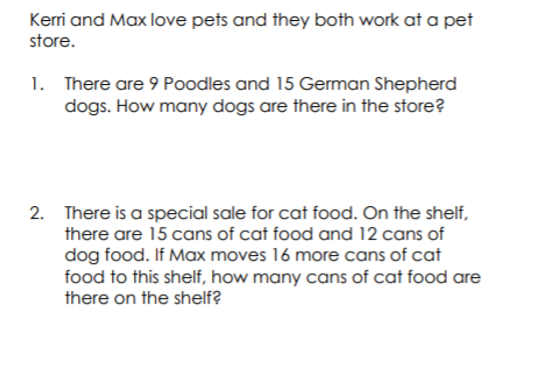 Kerri and Max love pets and they both work at a pet
store.
1. There are 9 Poodles and 15 German Shepherd
dogs. How many dogs are there in the store?
2. There is a special sale for cat food. On the shelf,
there are 15 cans of cat food and 12 cans of
dog food. If Max moves 16 more cans of cat
food to this shelf, how many cans of cat food are
there on the shelf?